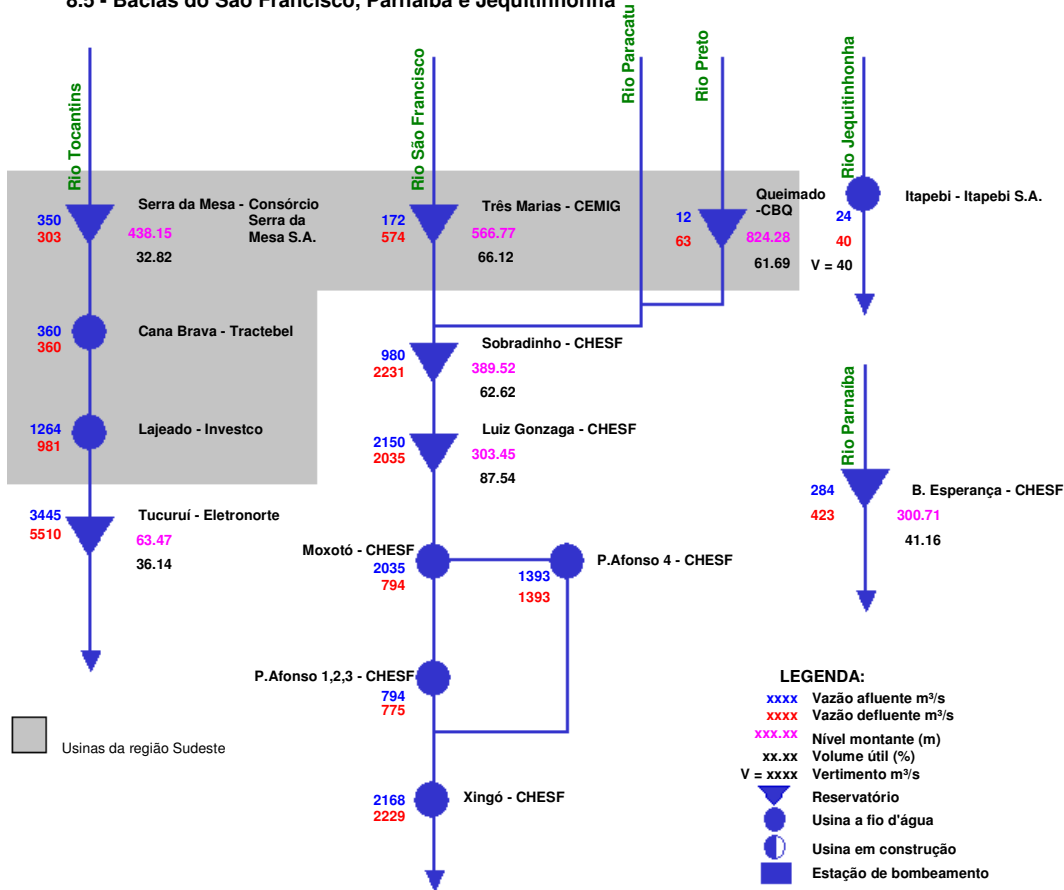 8.5 - Bacias do São Francisco, Parnaíba e Jequitinhonha
Rio Tocantins
Rio São Francisco
Rio Paracatu
Rio Preto
Rio Jequitinhonha
350
303
Serra da Mesa - Consórcio
Serra da
Mesa S.A.
438.15
32.82
172
574
Três Marias - CEMIG
566.77
66.12
12
63
Queimado
-CBQ
824.28
61.69
24
40
V = 40
Itapebi - Itapebi S.A.
360
360
Cana Brava - Tractebel
980
2231
Sobradinho - CHESF
389.52
62.62
1264
981
Lajeado - Investco
2150
2035
Luiz Gonzaga - CHESF
303.45
87.54
Rio Parnaíba
284
423
B. Esperança - CHESF
300.71
41.16
3445
5510
Tucuruí - Eletronorte
63.47
36.14
Moxotó - CHESF
2035
794
1393
1393
P.Afonso 4 - CHESF
P.Afonso 1,2,3 - CHESF
794
775
Usinas da região Sudeste
2168
2229
Xingó - CHESF
LEGENDA:
xxxx Vazão afluente m³/s
xxxx Vazão defluente m³/s
xxx.xx Nível montante (m)
xx.xx Volume útil (%)
V = xxxx Vertimento m³/s
Reservatório
Usina a fio d'água
Usina em construção
Estação de bombeamento